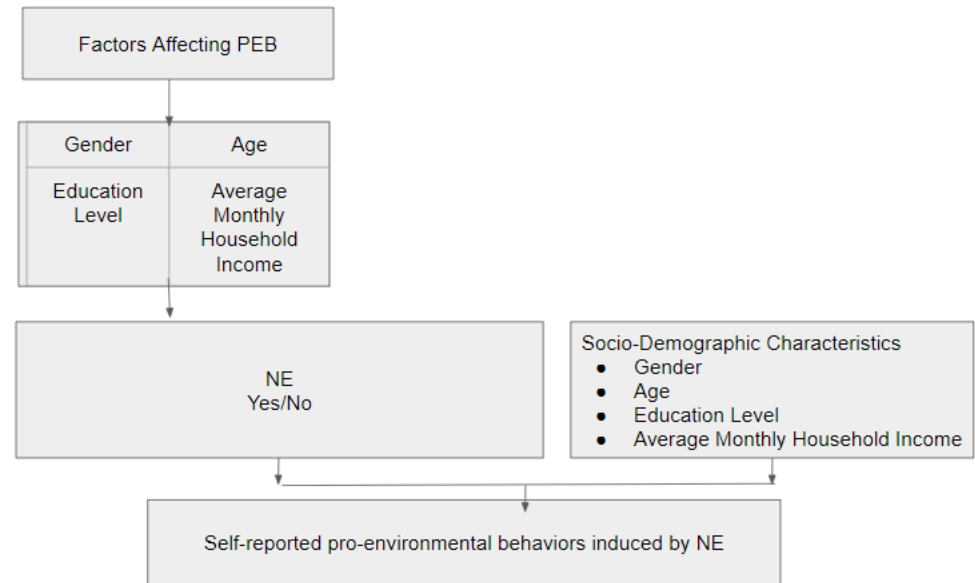 Factors Affecting PEB
Gender
Age
Education
Level
Average
Monthly
Household
Income
NE
Yes/No
Socio-Demographic Characteristics
● Gender
● Age
● Education Level
● Average Monthly Household Income
Self-reported pro-environmental behaviors induced by NE